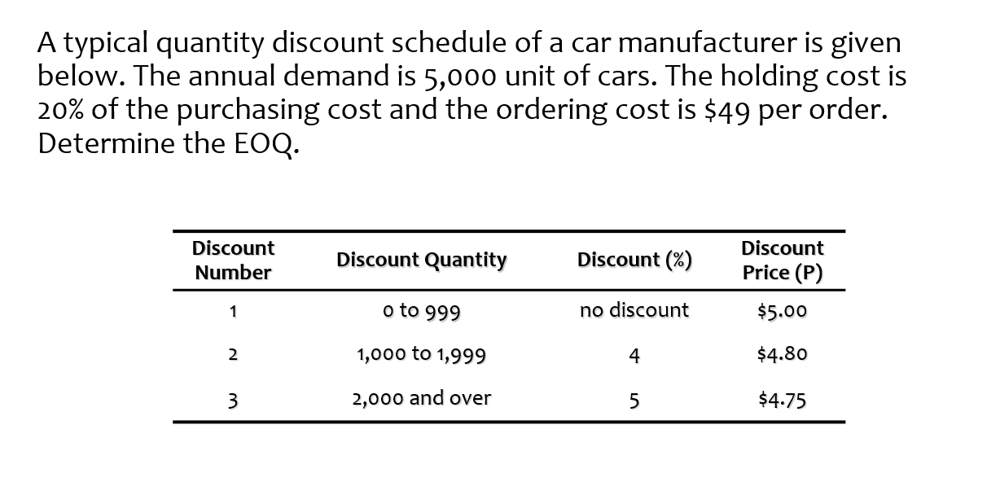 A typical quantity discount schedule of a car manufacturer is given
below. The annual demand is 5,000 unit of cars. The holding cost is
20% of the purchasing cost and the ordering cost is $49 per order.
Determine the EOQ.
Discount Number Discount Quantity Discount (%) Discount Price (P)
1 0 to 999 no discount $5.00
2 1,000 to 1,999 4 $4.80
3 2,000 and over 5 $4.75